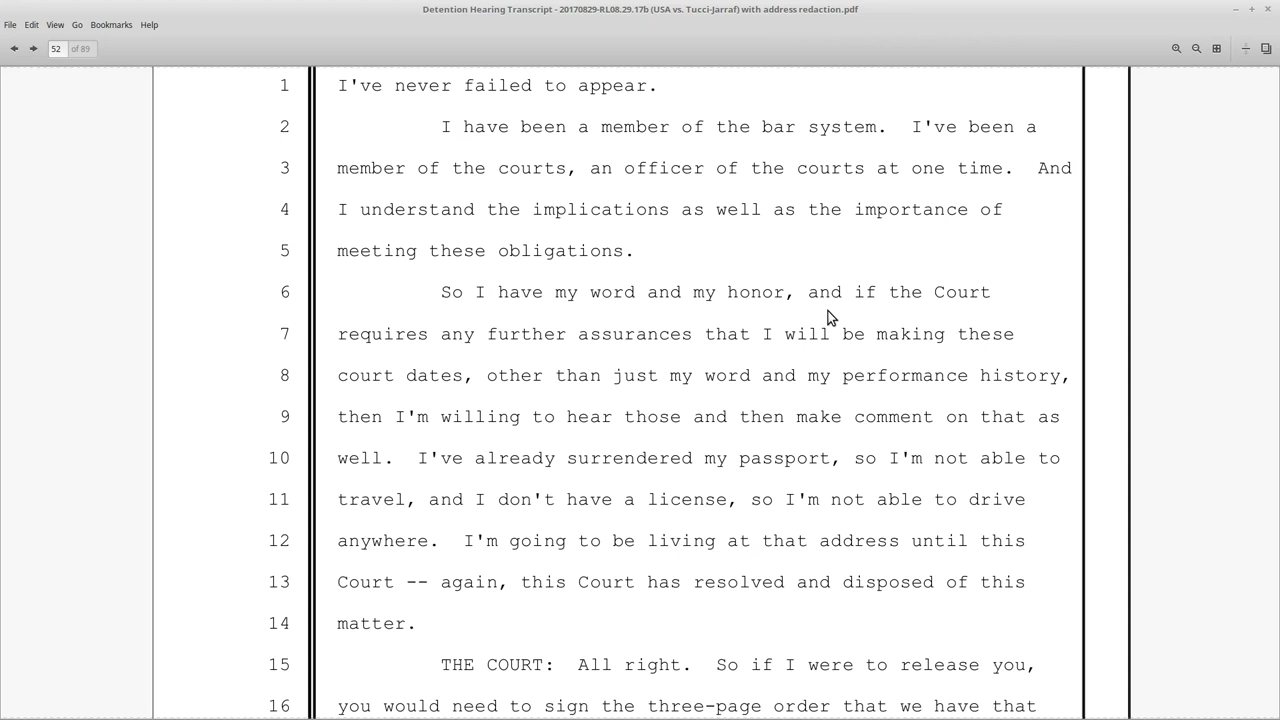 Detention Hearing Transcript - 20170829-RL08.29.17b (USA vs. Tucci-Jarraf) with address redaction.pdf
File Edit View Go Bookmarks Help
52 of 89
1 I've never failed to appear.
2 I have been a member of the bar system. I've been a
3 member of the courts, an officer of the courts at one time. And
4 I understand the implications as well as the importance of
5 meeting these obligations.
6 So I have my word and my honor, and if the Court
7 requires any further assurances that I will be making these
8 court dates, other than just my word and my performance history,
9 then I'm willing to hear those and then make comment on that as
10 well. I've already surrendered my passport, so I'm not able to
11 travel, and I don't have a license, so I'm not able to drive
12 anywhere. I'm going to be living at that address until this
13 Court -- again, this Court has resolved and disposed of this
14 matter.
15 THE COURT: All right. So if I were to release you,
16 you would need to sign the three-page order that we have that